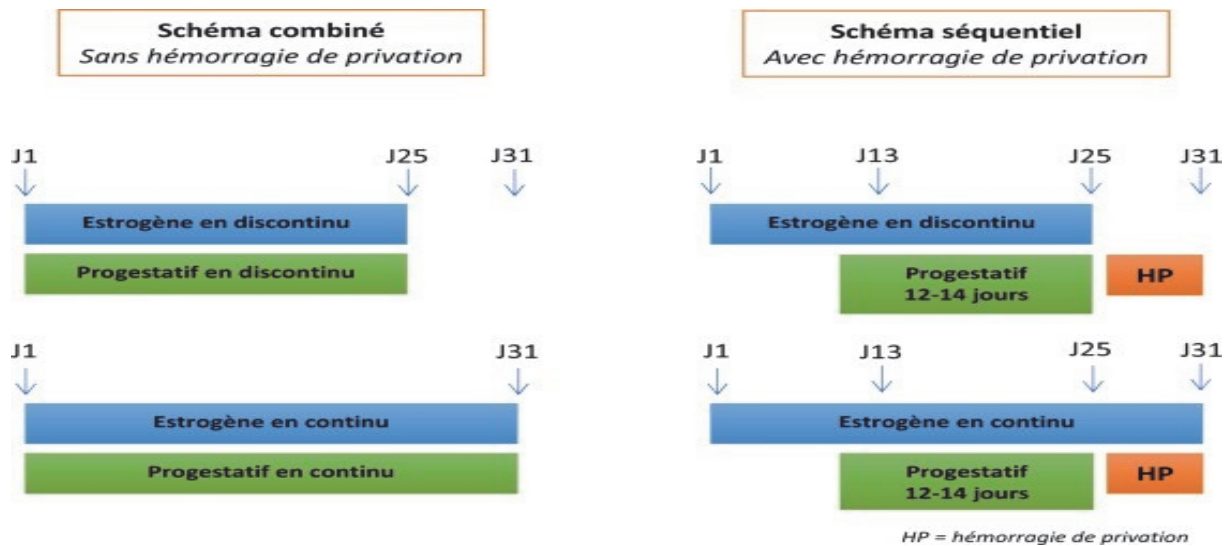 Schéma combiné
Sans hémorragie de privation
J1
J25
J31
Estrogène en discontinu
Progestatif en discontinu
J1
J31
Estrogène en continu
Progestatif en continu
Schéma séquentiel
Avec hémorragie de privation
J1
J13
J25
J31
Estrogène en discontinu
Progestatif
12-14 jours
HP
J1
J13
J25
J31
Estrogène en continu
Progestatif
12-14 jours
HP
HP = hémorragie de privation